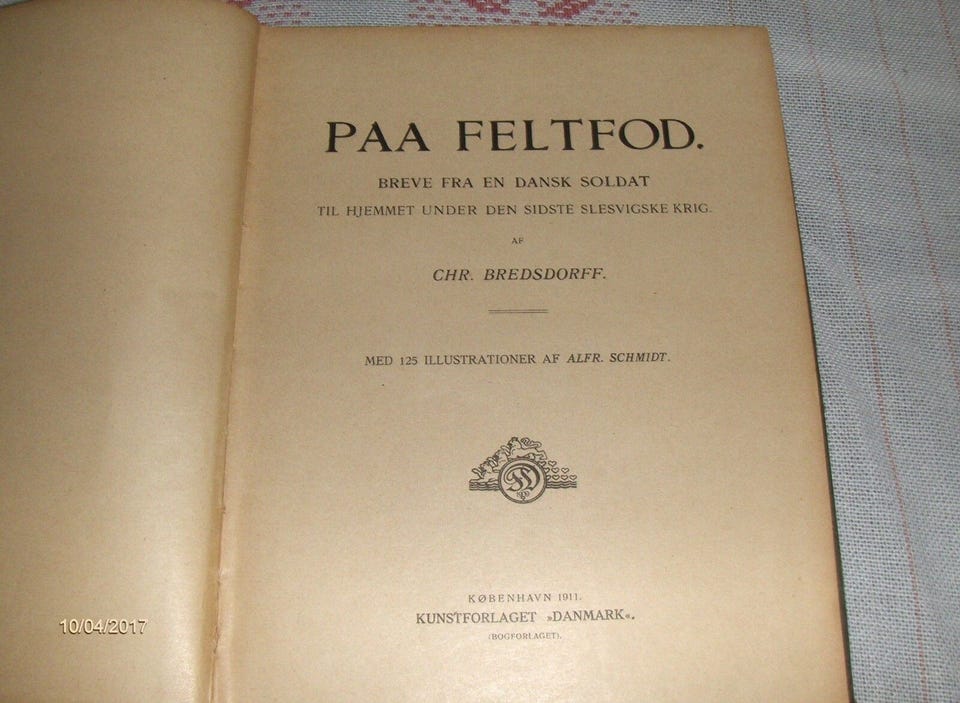 PAA FELTFOD.
BREVE FRA EN DANSK SOLDAT
TIL HJEMMET UNDER DEN SIDSTE SLESVIGSKE KRIG.
AF
CHR. BREDSDORFF.
MED 125 ILLUSTRATIONER AF ALFR. SCHMIDT.
KØBENHAVN 1911.
KUNSTFORLAGET »DANMARK«.
(BOGFORLAGET).
10/04/2017